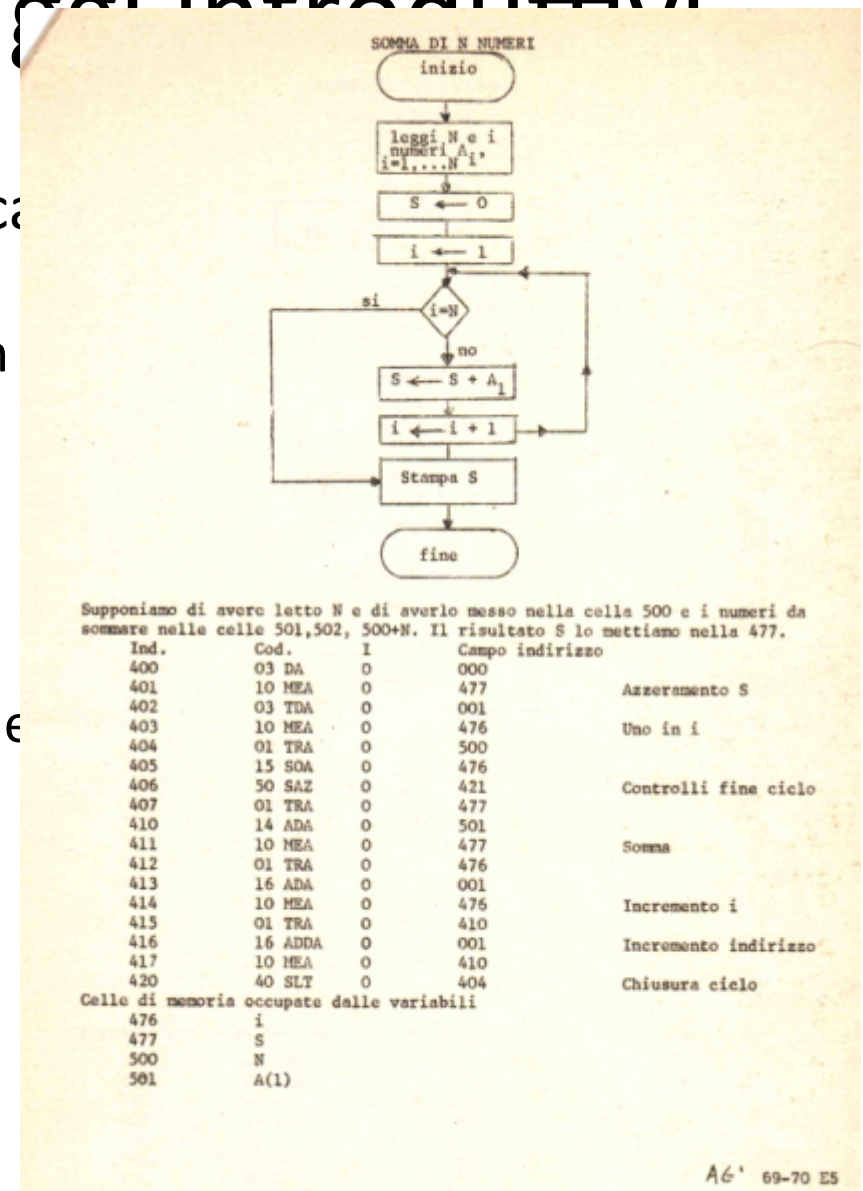 introduttivi
SOMMA DI N NUMERI
inizio
leggi N e i
numeri A_i,
i=1,...N
S ← 0
i ← 1
si
i=N
no
S ← S + A_1
i ← i + 1
Stampa S
fine
Supponiamo di avere letto N e di averlo messo nella cella 500 e i numeri da
sommare nelle celle 501,502, 500+N. Il risultato S lo mettiamo nella 477.
Ind. Cod. I Campo indirizzo
400 03 DA 0 000
401 10 MEA 0 477 Azzeramento S
402 03 TDA 0 001
403 10 MEA 0 476 Uno in i
404 01 TRA 0 500
405 15 SOA 0 476
406 50 SAZ 0 421 Controlli fine ciclo
407 01 TRA 0 477
410 14 ADA 0 501
411 10 MEA 0 477 Somma
412 01 TRA 0 476
413 16 ADA 0 001
414 10 MEA 0 476 Incremento i
415 01 TRA 0 410
416 16 ADDA 0 001 Incremento indirizzo
417 10 MEA 0 410
420 40 SLT 0 404 Chiusura ciclo
Celle di memoria occupate dalle variabili
476 i
477 S
500 N
501 A(1)
AG' 69-70 E5